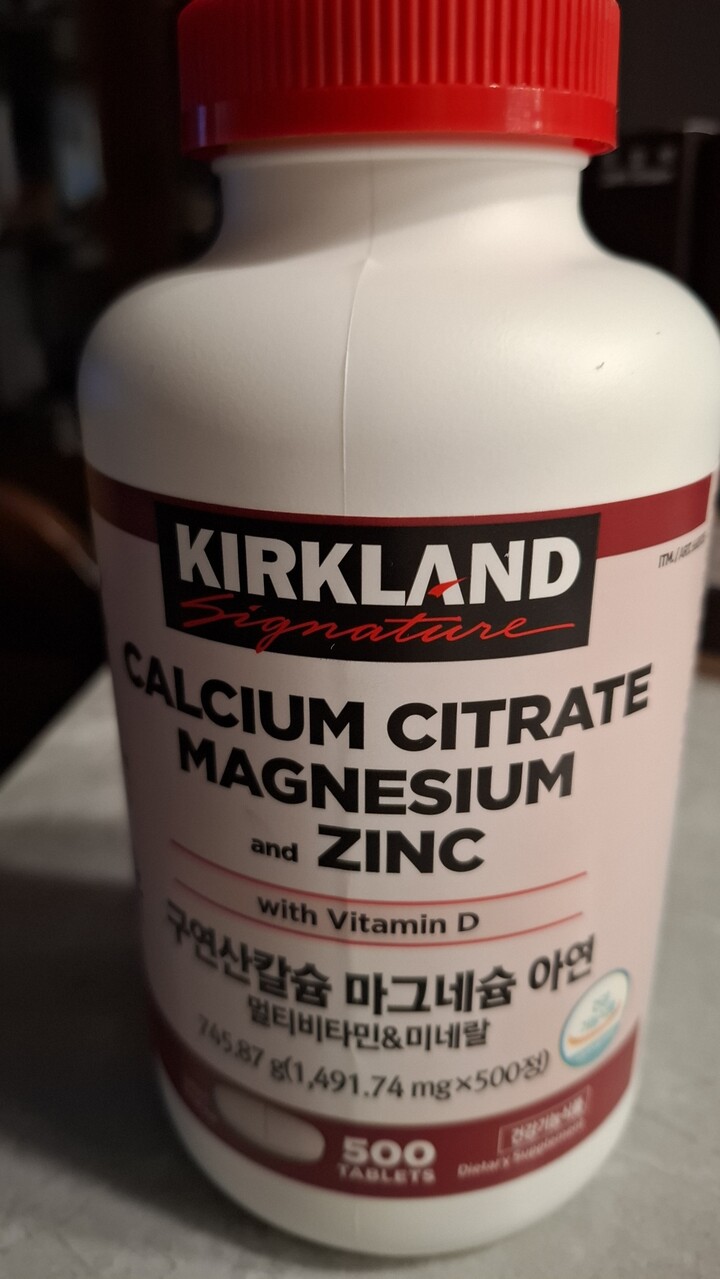 KIRKLAND
Signature
CALCIUM CITRATE
MAGNESIUM
and ZINC
with Vitamin D
구연산칼슘 마그네슘 아연
멀티비타민&미네랄
745.87 g(1,491.74 mg×500정)
500
TABLETS
건강기능식품
Dietary Supplement
ITM./ART.